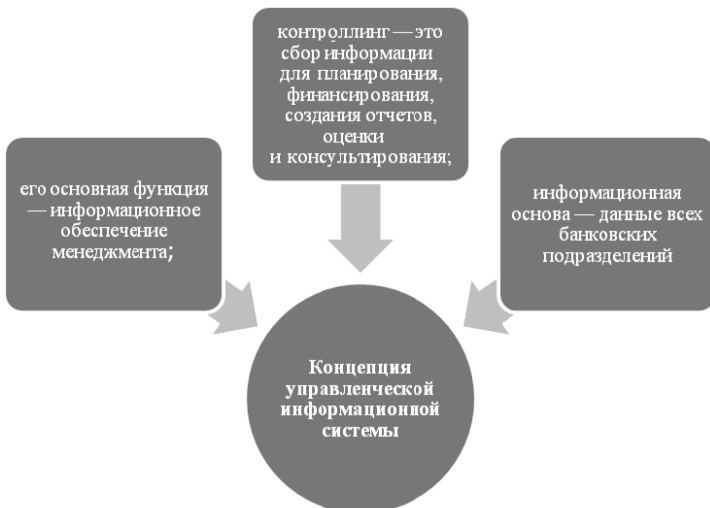 контроллинг — это
сбор информации
для планирования,
финансирования,
создания отчетов,
оценки
и консультирования;
его основная функция
— информационное
обеспечение
менеджмента;
информационная
основа — данные всех
банковских
подразделений
Концепция
управленческой
информационной
системы